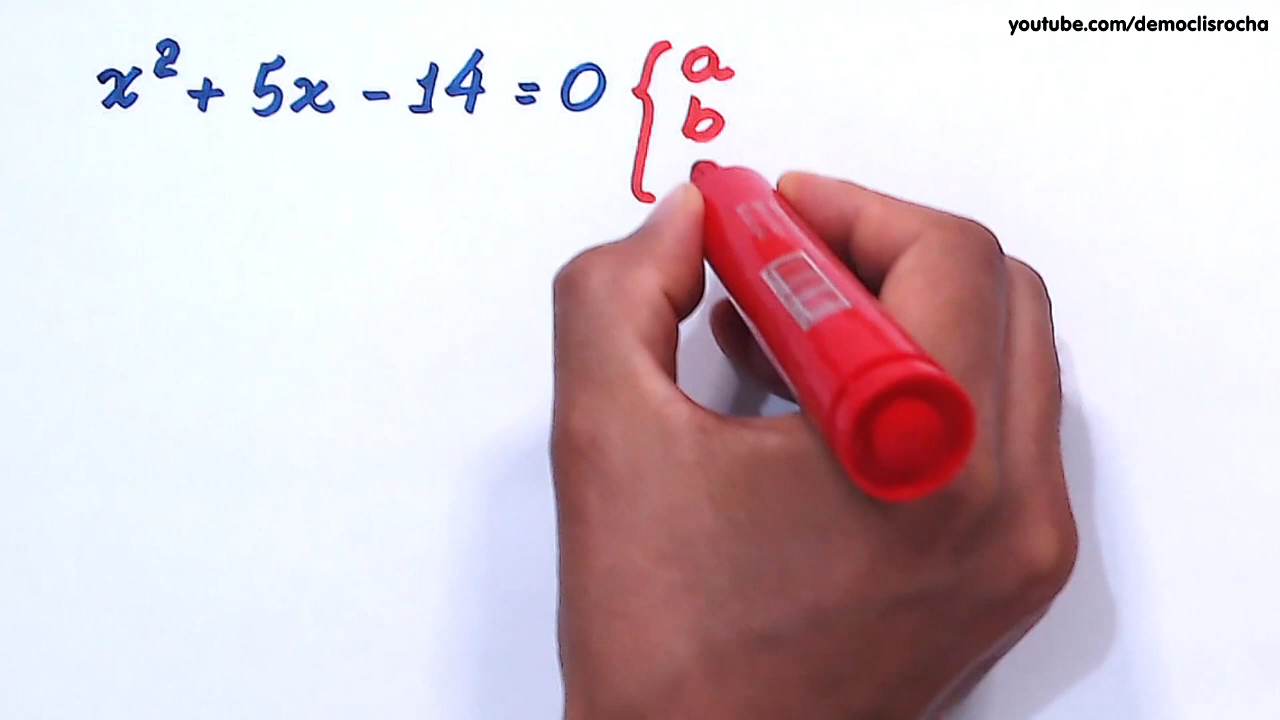 youtube.com/democlisrocha
x² + 5x - 14 = 0 { a
b